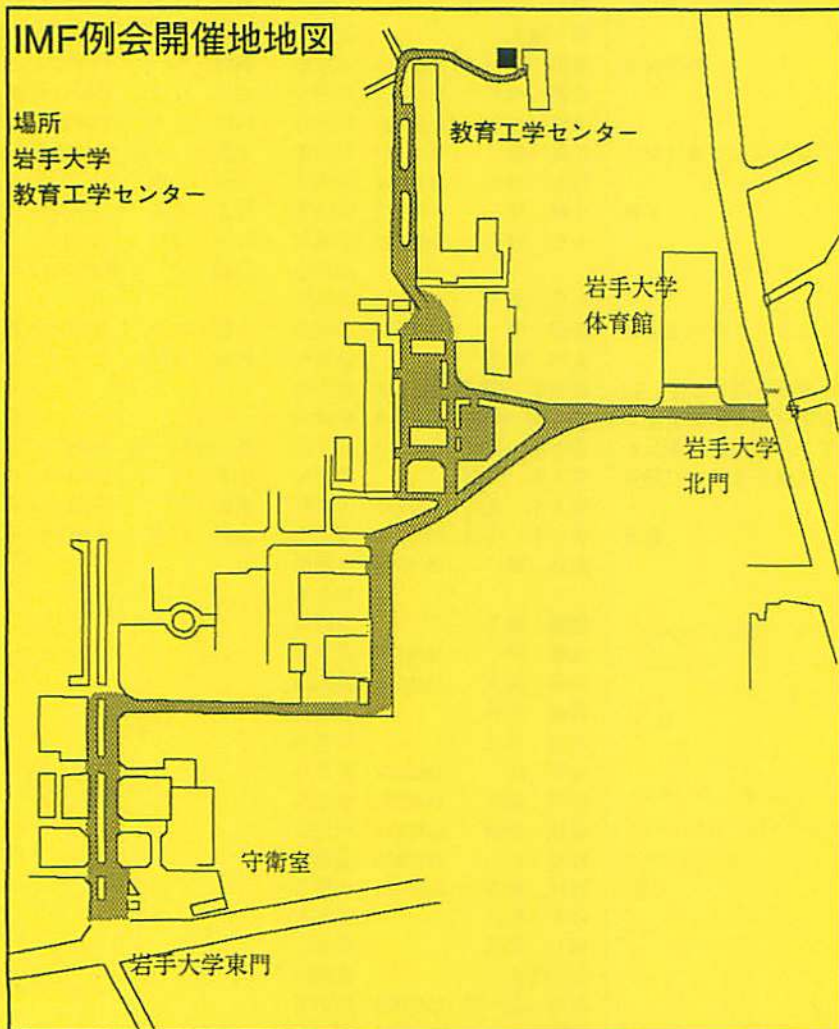 IMF例会開催地地図
場所
岩手大学
教育工学センター
教育工学センター
岩手大学
体育館
岩手大学
北門
守衛室
岩手大学東門